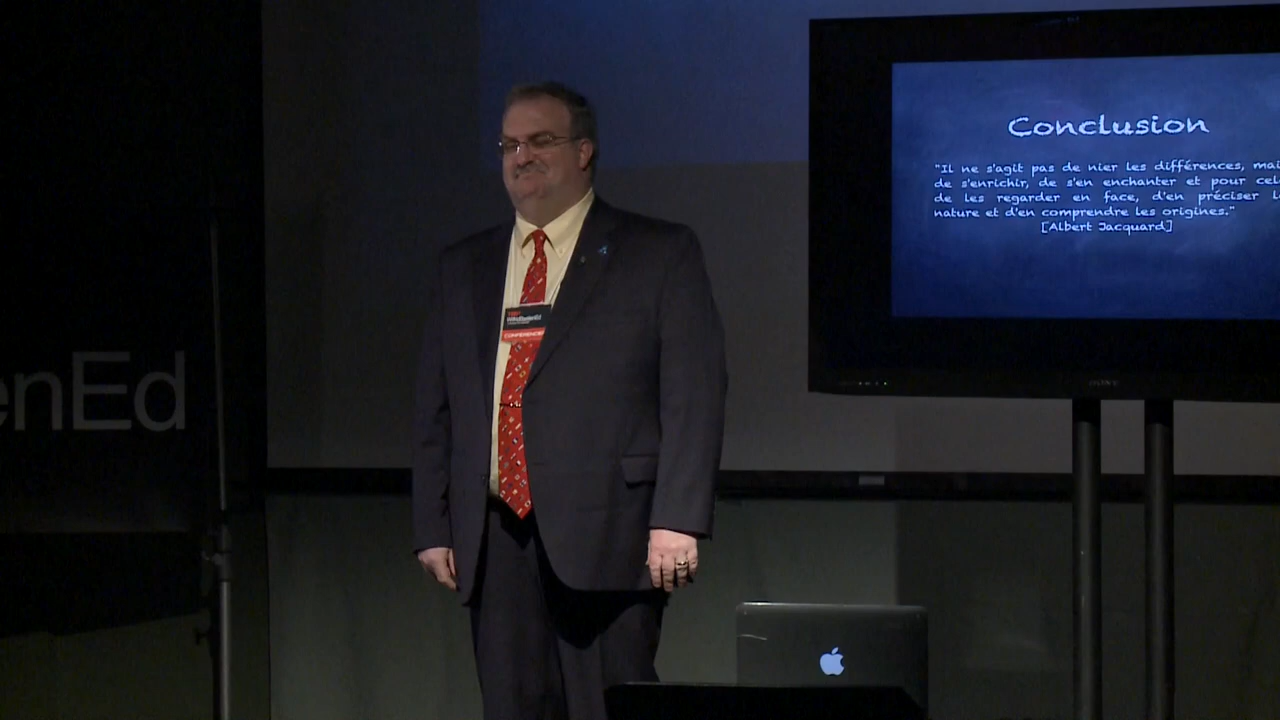 Conclusion
"Il ne s'agit pas de nier les différences, mai
de s'enrichir, de s'en enchanter et pour cel
de les regarder en face, d'en préciser l
nature et d'en comprendre les origines."
[Albert Jacquard]
enEd
SONY